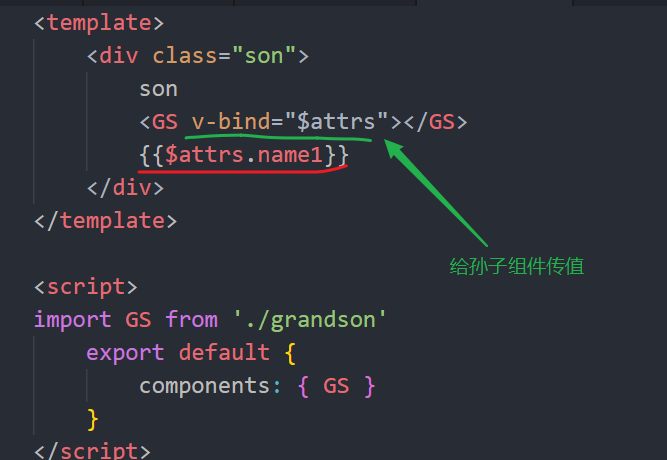 <template>
    <div class="son">
        son
        <GS v-bind="$attrs"></GS>
        {{$attrs.name1}}
    </div>
</template>
给孙子组件传值
<script>
import GS from './grandson'
    export default {
        components: { GS }
    }
</script>